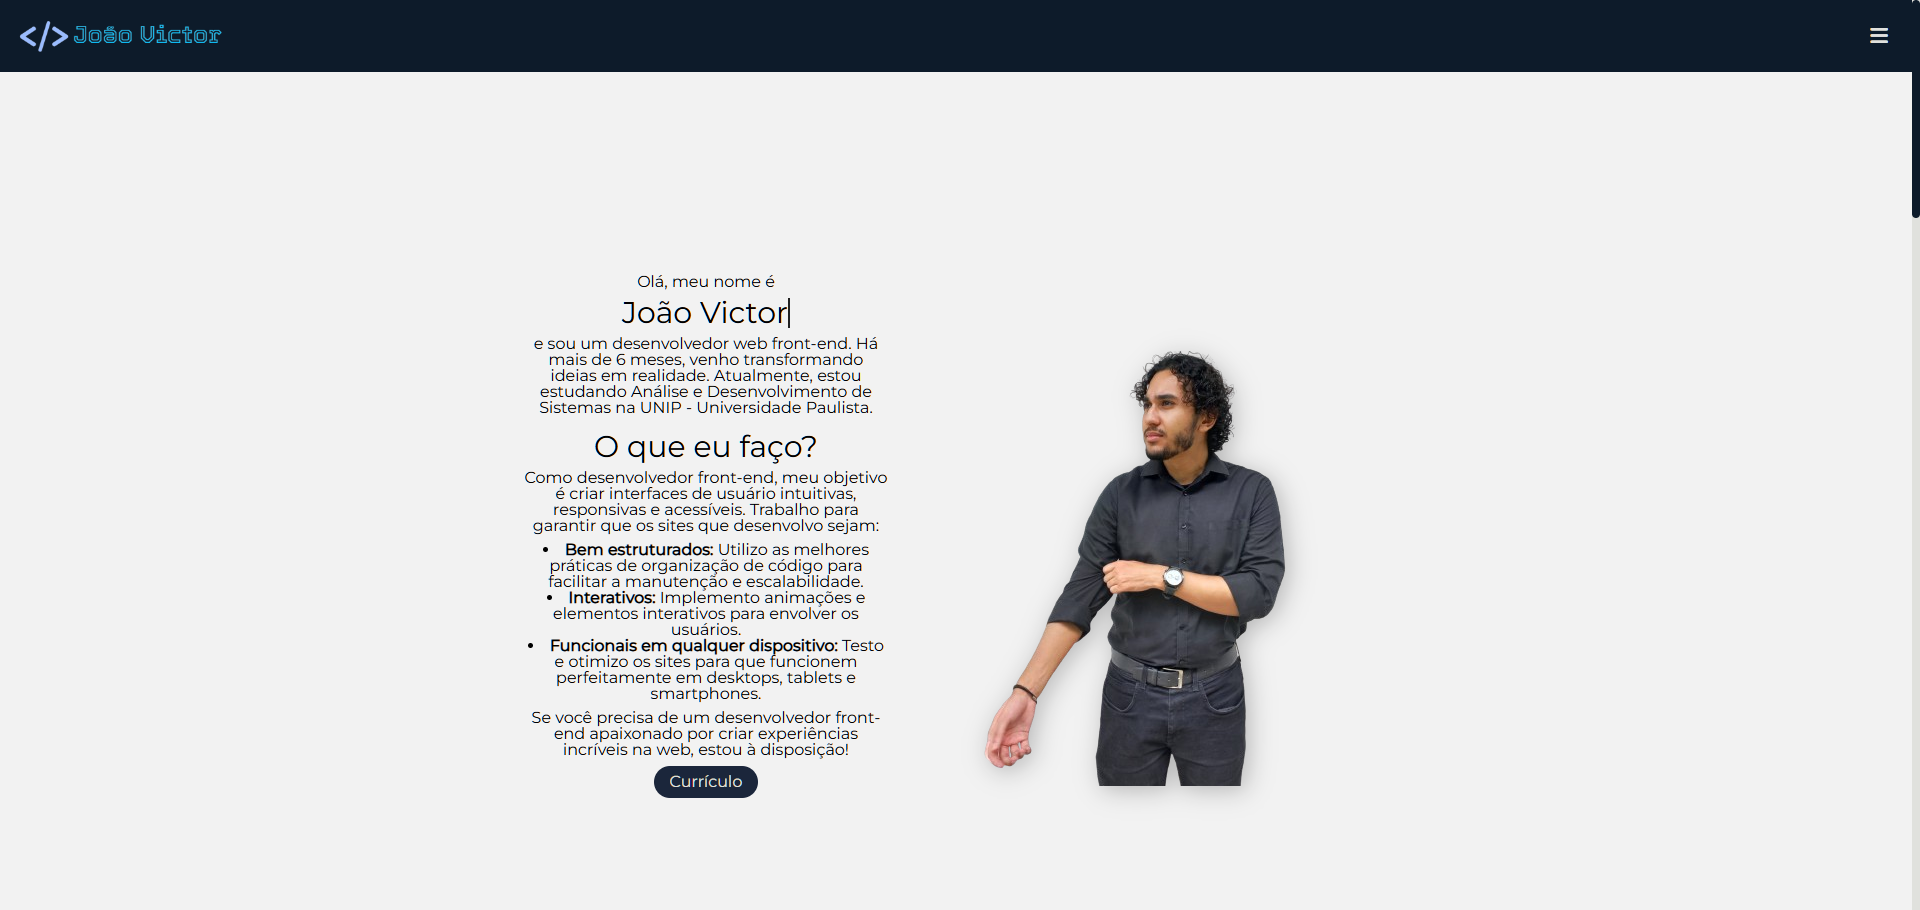 </> João Victor
Olá, meu nome é
João Victor
e sou um desenvolvedor web front-end. Há
mais de 6 meses, venho transformando
ideias em realidade. Atualmente, estou
estudando Análise e Desenvolvimento de
Sistemas na UNIP - Universidade Paulista.
O que eu faço?
Como desenvolvedor front-end, meu objetivo
é criar interfaces de usuário intuitivas,
responsivas e acessíveis. Trabalho para
garantir que os sites que desenvolvo sejam:
• Bem estruturados: Utilizo as melhores
práticas de organização de código para
facilitar a manutenção e escalabilidade.
• Interativos: Implemento animações e
elementos interativos para envolver os
usuários.
• Funcionais em qualquer dispositivo: Testo
e otimizo os sites para que funcionem
perfeitamente em desktops, tablets e
smartphones.
Se você precisa de um desenvolvedor front-
end apaixonado por criar experiências
incríveis na web, estou à disposição!
Currículo